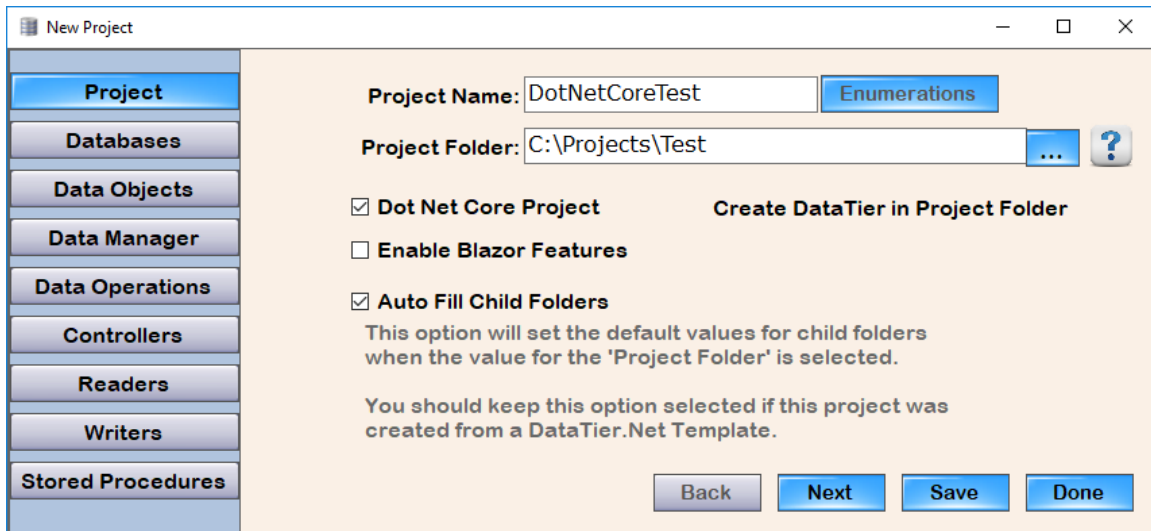 New Project
Project
Databases
Data Objects
Data Manager
Data Operations
Controllers
Readers
Writers
Stored Procedures
Project Name: DotNetCoreTest Enumerations
Project Folder: C:\Projects\Test ... ?
Dot Net Core Project Create DataTier in Project Folder
Enable Blazor Features
Auto Fill Child Folders
This option will set the default values for child folders
when the value for the 'Project Folder' is selected.
You should keep this option selected if this project was
created from a DataTier.Net Template.
Back Next Save Done